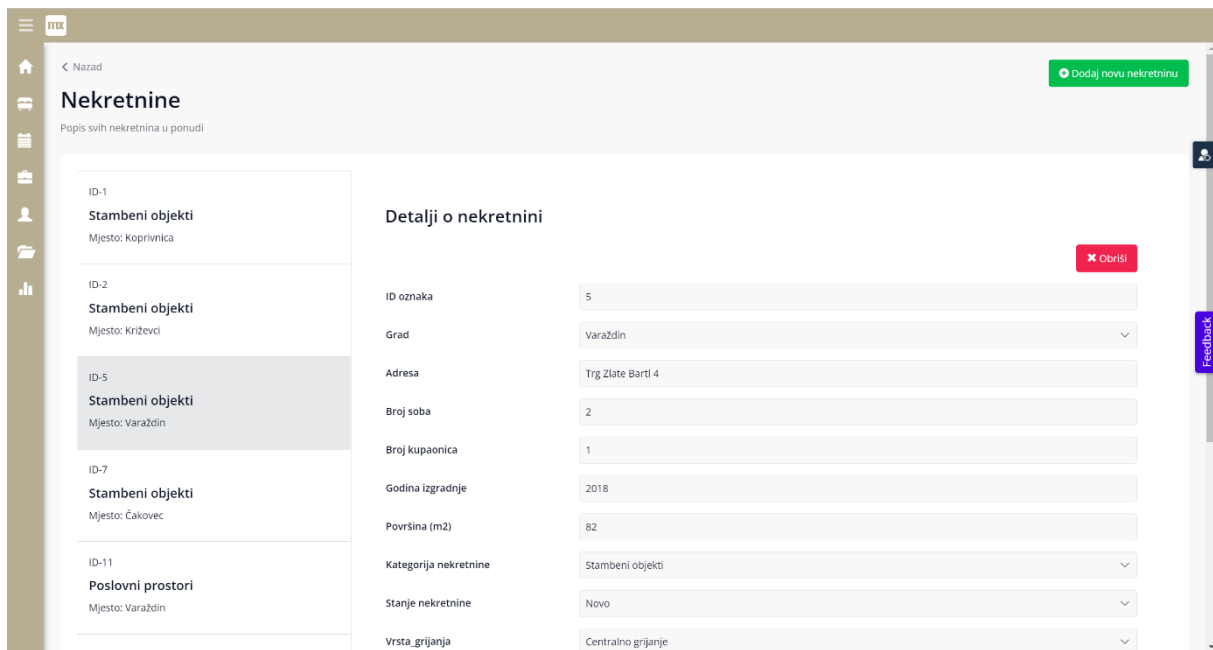 mx
Nazad
Dodaj novu nekretninu
Nekretnine
Popis svih nekretnina u ponudi
ID-1
Stambeni objekti
Mjesto: Koprivnica
ID-2
Stambeni objekti
Mjesto: Križevci
ID-5
Stambeni objekti
Mjesto: Varaždin
ID-7
Stambeni objekti
Mjesto: Čakovec
ID-11
Poslovni prostori
Mjesto: Varaždin
Detalji o nekretnini
Obriši
ID oznaka 5
Grad Varaždin
Adresa Trg Zlate Bartl 4
Broj soba 2
Broj kupaonica 1
Godina izgradnje 2018
Površina (m2) 82
Kategorija nekretnine Stambeni objekti
Stanje nekretnine Novo
Vrsta_grijanja Centralno grijanje
Feedback